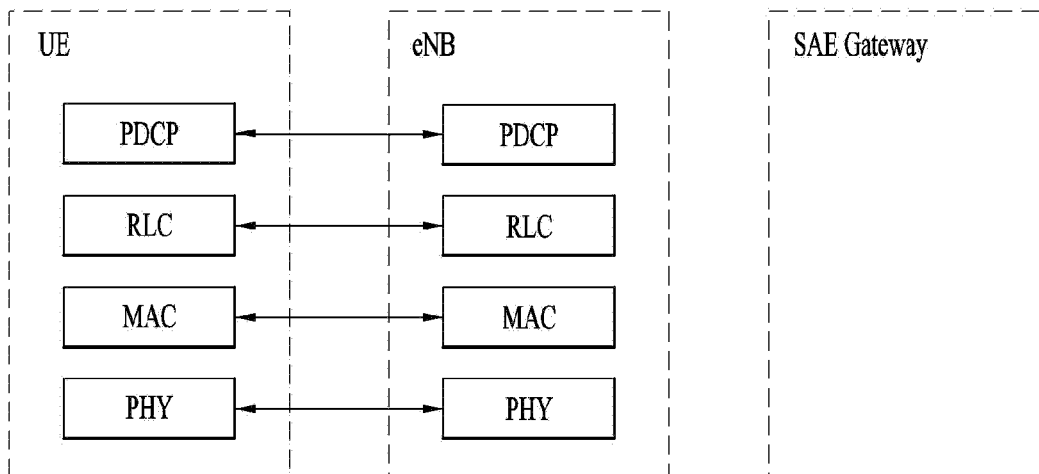 UE eNB SAE Gateway
PDCP PDCP
RLC RLC
MAC MAC
PHY PHY